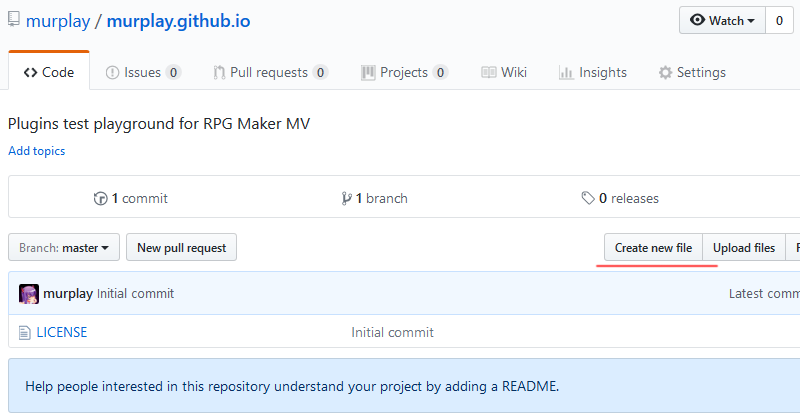 murplay / murplay.github.io Watch 0
Code Issues 0 Pull requests 0 Projects 0 Wiki Insights Settings
Plugins test playground for RPG Maker MV
Add topics
1 commit 1 branch 0 releases
Branch: master New pull request Create new file Upload files
murplay Initial commit Latest comm
LICENSE Initial commit
Help people interested in this repository understand your project by adding a README.